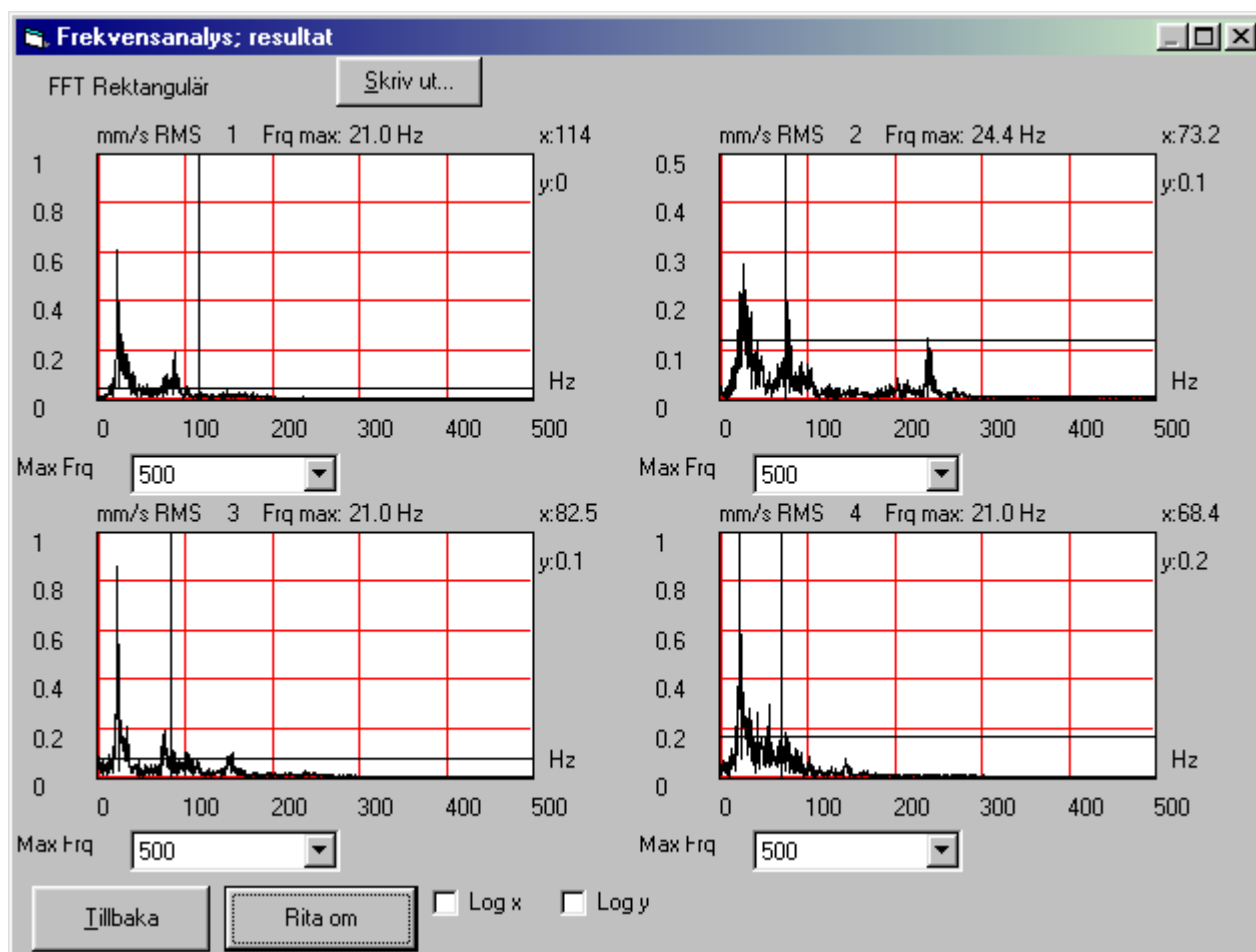 Frekvensanalys; resultat
FFT Rektangulär
Skriv ut...
mm/s RMS 1 Frq max: 21.0 Hz x:114
y:0
1
0.8
0.6
0.4
0.2
0
Hz
0 100 200 300 400 500
Max Frq 500
mm/s RMS 2 Frq max: 24.4 Hz x:73.2
y:0.1
0.5
0.4
0.3
0.2
0.1
0
Hz
0 100 200 300 400 500
Max Frq 500
mm/s RMS 3 Frq max: 21.0 Hz x:82.5
y:0.1
1
0.8
0.6
0.4
0.2
0
Hz
0 100 200 300 400 500
Max Frq 500
mm/s RMS 4 Frq max: 21.0 Hz x:68.4
y:0.2
1
0.8
0.6
0.4
0.2
0
Hz
0 100 200 300 400 500
Max Frq 500
Tillbaka
Rita om
Log x
Log y